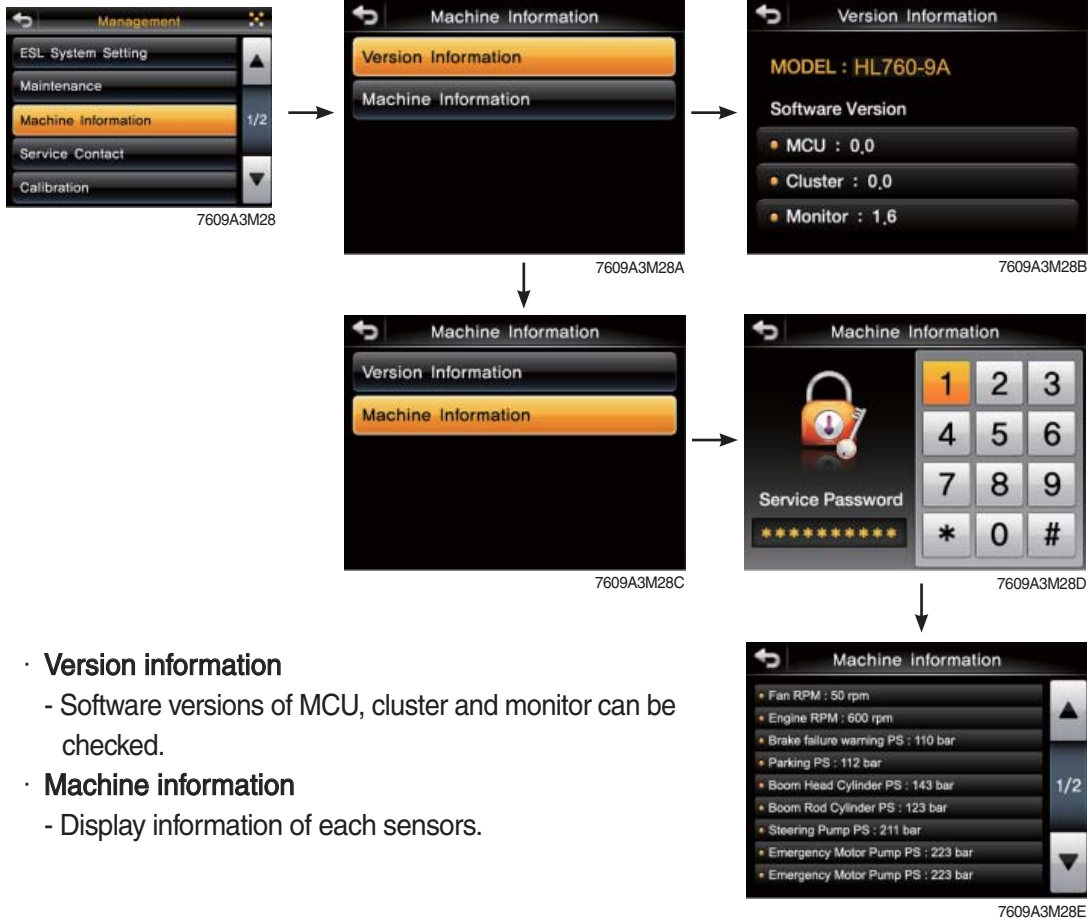 Management
ESL System Setting
Maintenance
Machine Information
1/2
Service Contact
Calibration
7609A3M28
Machine Information
Version Information
Machine Information
7609A3M28A
Version Information
MODEL : HL760-9A
Software Version
• MCU : 0.0
• Cluster : 0.0
• Monitor : 1.6
7609A3M28B
Machine Information
Version Information
Machine Information
7609A3M28C
Machine Information
1 2 3
4 5 6
7 8 9
* 0 #
Service Password
**********
7609A3M28D
Machine Information
• Fan RPM : 50 rpm
• Engine RPM : 600 rpm
• Brake failure warning PS : 110 bar
• Parking PS : 112 bar
• Boom Head Cylinder PS : 143 bar
• Boom Rod Cylinder PS : 123 bar
• Steering Pump PS : 211 bar
• Emergency Motor Pump PS : 223 bar
• Emergency Motor Pump PS : 223 bar
1/2
7609A3M28E
· Version information
- Software versions of MCU, cluster and monitor can be
checked.
· Machine information
- Display information of each sensors.